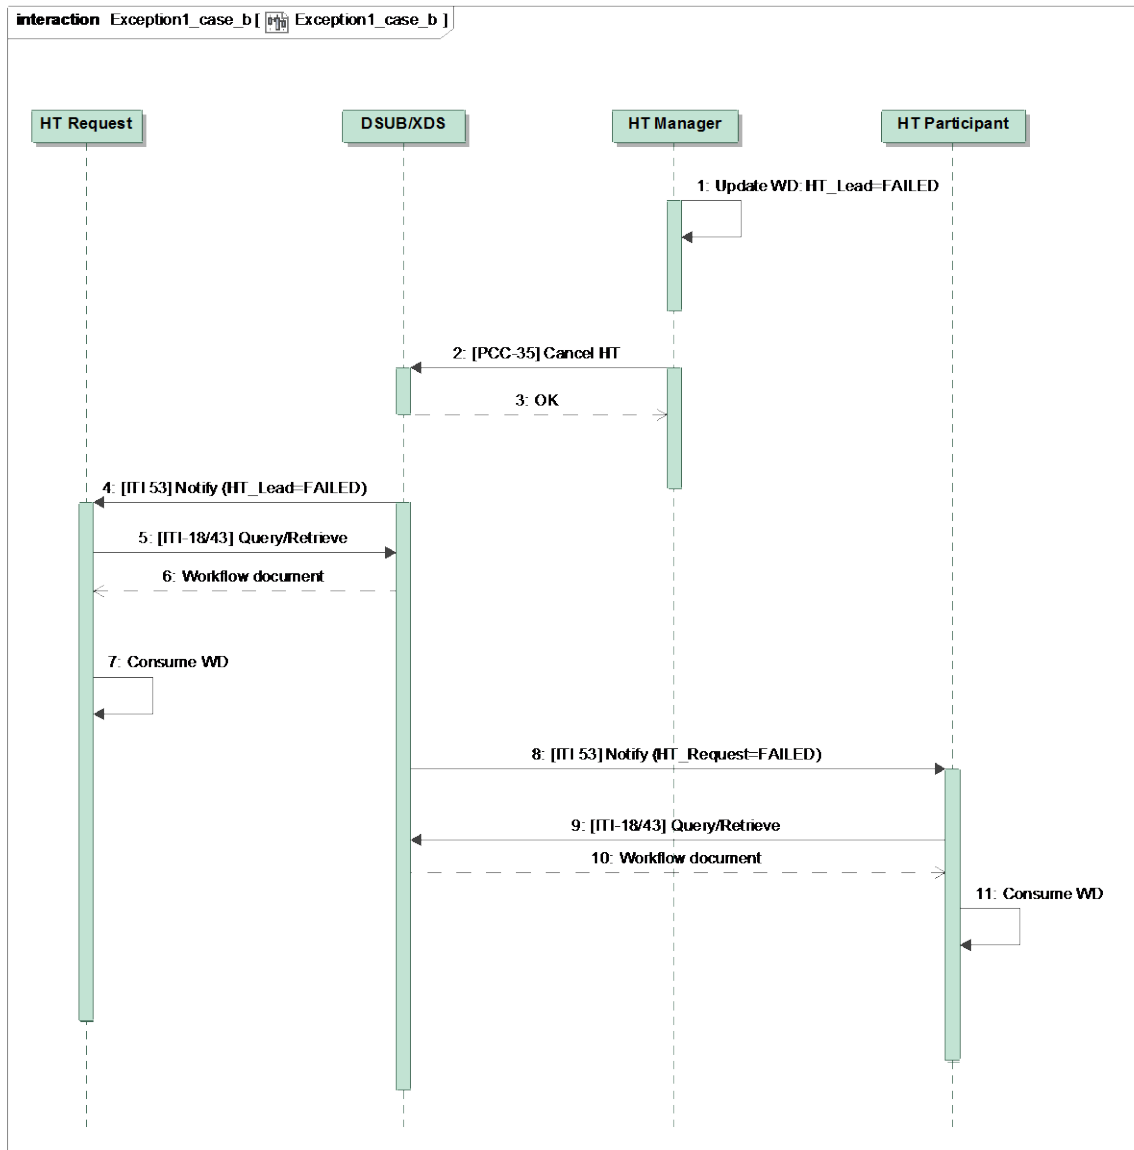 interaction Exception1_case_b [ Exception1_case_b ]
HT Request
DSUB/XDS
HT Manager
HT Participant
1: Update WD: HT_Lead=FAILED
2: [PCC-35] Cancel HT
3: OK
4: [ITI 53] Notify (HT_Lead=FAILED)
5: [ITI-18/43] Query/Retrieve
6: Workflow document
7: Consume WD
8: [ITI 53] Notify (HT_Request=FAILED)
9: [ITI-18/43] Query/Retrieve
10: Workflow document
11: Consume WD